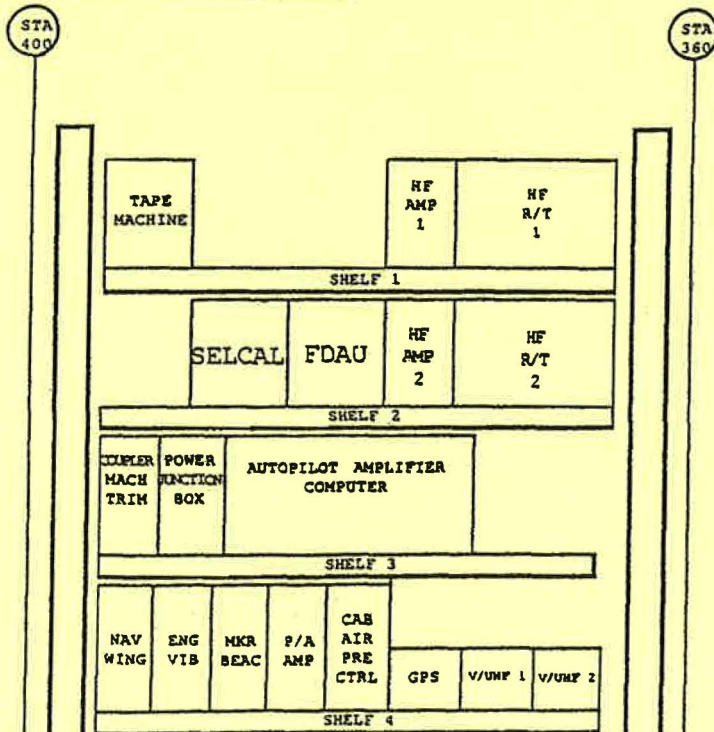 STA
400
STA
360
TAPE
MACHINE
HF
AMP
1
HF
R/T
1
SHELF 1
SELCAL
FDAU
HF
AMP
2
HF
R/T
2
SHELF 2
COUPLER
MACH
TRIM
POWER
JUNCTION
BOX
AUTOPILOT AMPLIFIER
COMPUTER
SHELF 3
NAV
WING
ENG
VIB
MKR
BEAC
P/A
AMP
CAB
AIR
PRE
CTRL
GPS
V/UHF 1
V/UHF 2
SHELF 4